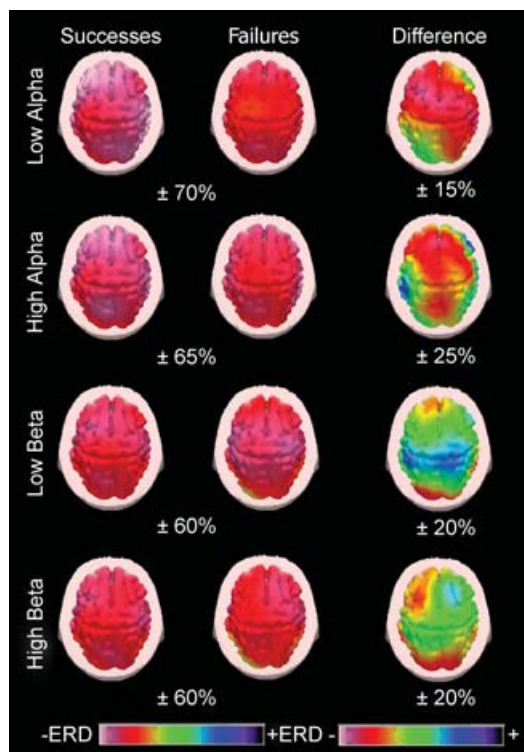 Successes Failures Difference
Low Alpha
± 70% ± 15%
High Alpha
± 65% ± 25%
Low Beta
± 60% ± 20%
High Beta
± 60% ± 20%
-ERD +ERD - +